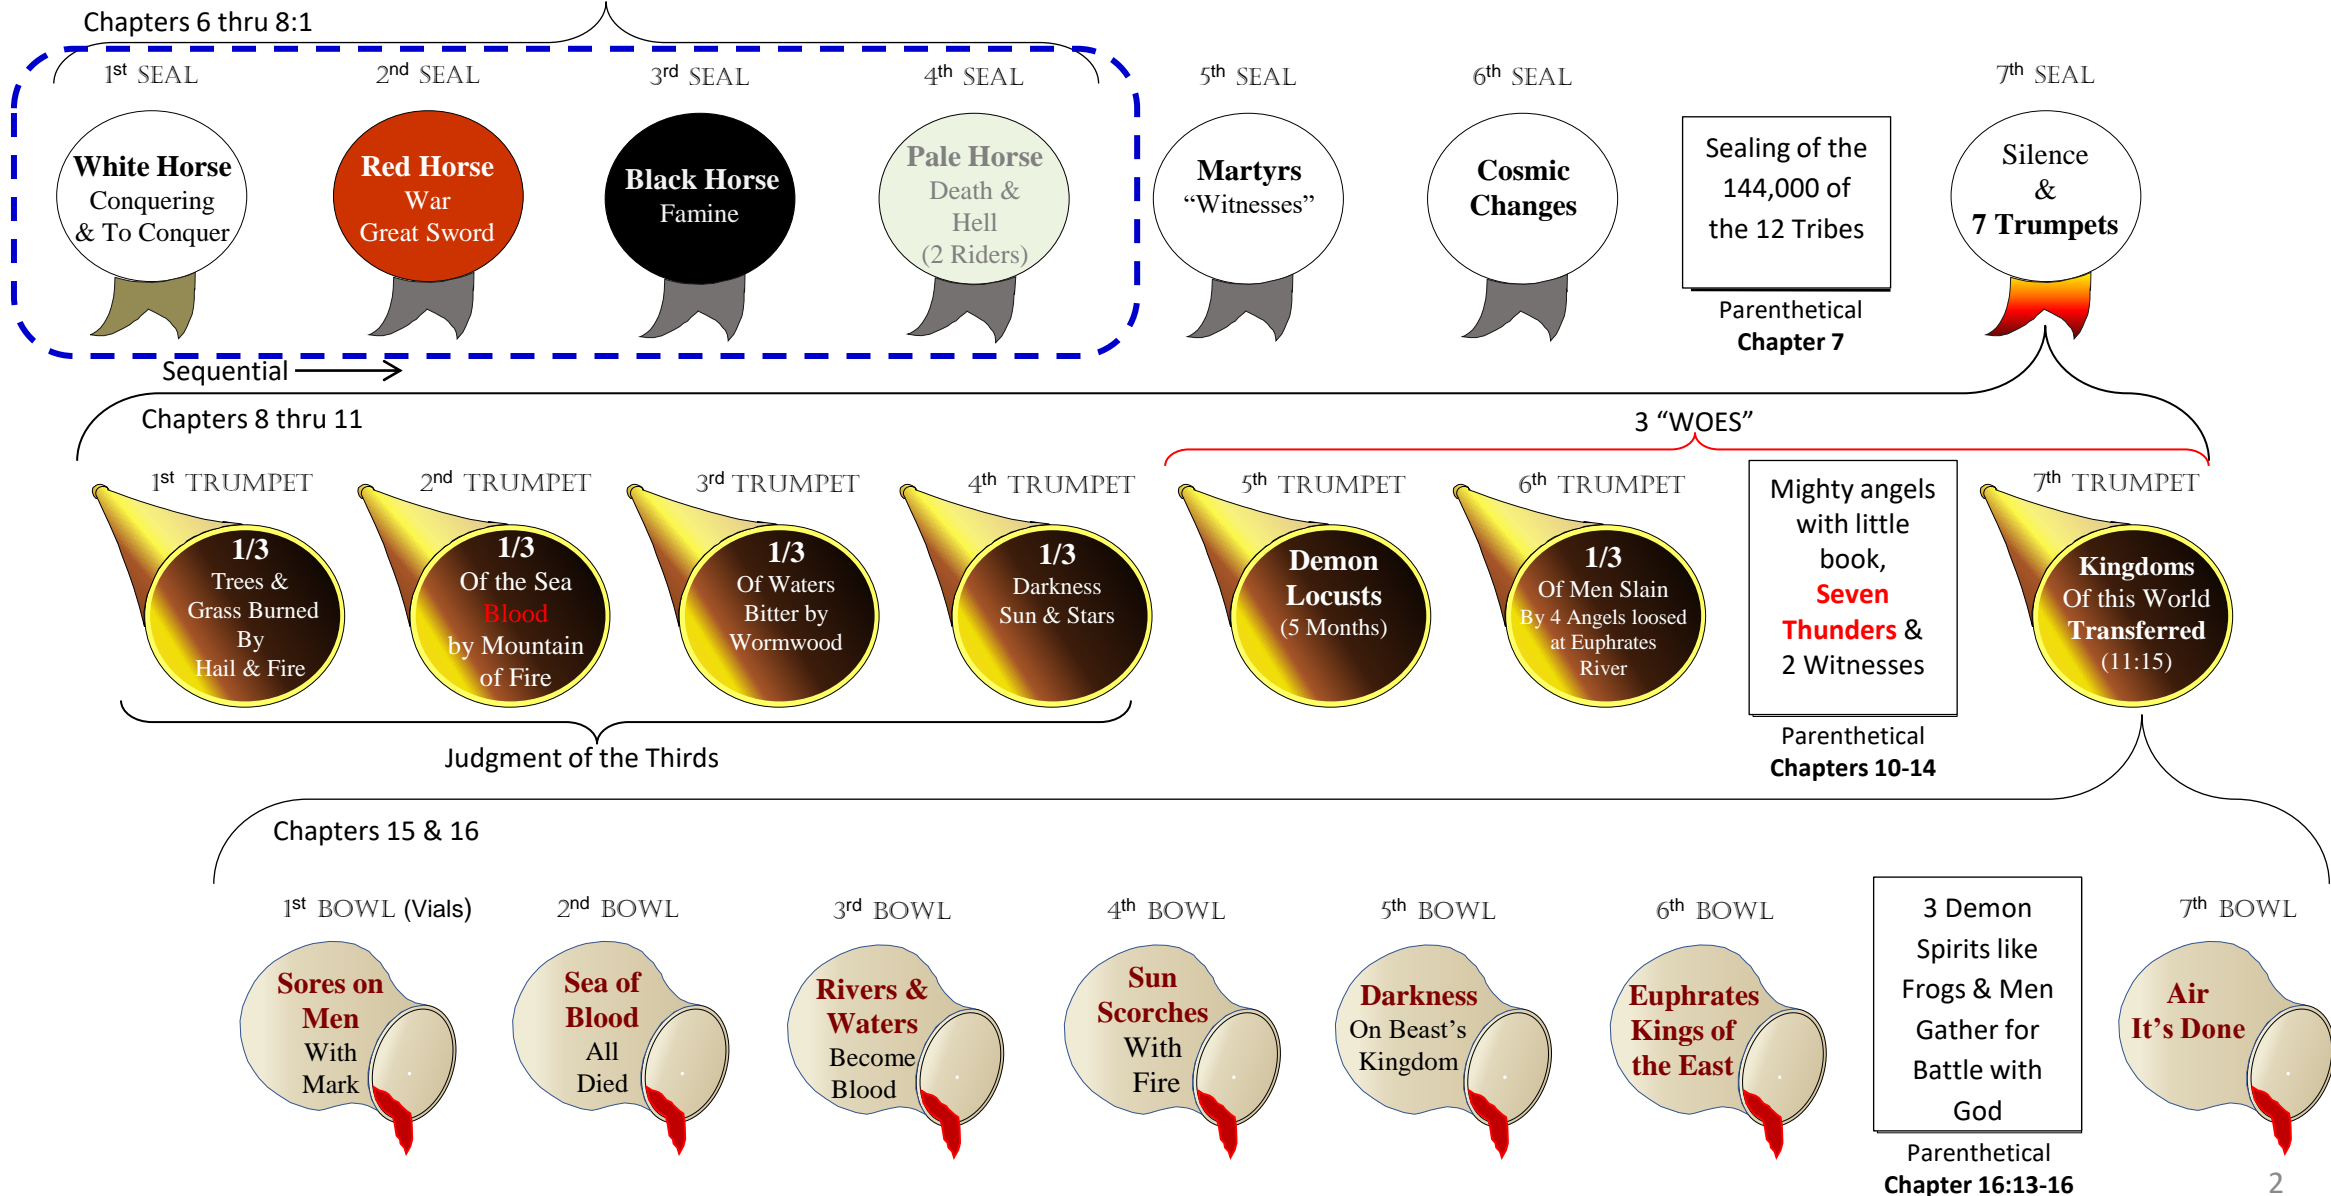 Chapters 6 thru 8:1
1st SEAL
2nd SEAL
3rd SEAL
4th SEAL
5th SEAL
6th SEAL
7th SEAL
White Horse
Conquering
& To Conquer
Red Horse
War
Great Sword
Black Horse
Famine
Pale Horse
Death &
Hell
(2 Riders)
Martyrs
“Witnesses”
Cosmic
Changes
Sealing of the
144,000 of
the 12 Tribes
Parenthetical
Chapter 7
Silence
&
7 Trumpets
Sequential
Chapters 8 thru 11
3 “WOES”
1st TRUMPET
2nd TRUMPET
3rd TRUMPET
4th TRUMPET
5th TRUMPET
6th TRUMPET
7th TRUMPET
1/3
Trees &
Grass Burned
By
Hail & Fire
1/3
Of the Sea
Blood
by Mountain
of Fire
1/3
Of Waters
Bitter by
Wormwood
1/3
Darkness
Sun & Stars
Demon
Locusts
(5 Months)
1/3
Of Men Slain
By 4 Angels loosed
at Euphrates
River
Mighty angels
with little
book,
Seven
Thunders &
2 Witnesses
Parenthetical
Chapters 10-14
Kingdoms
Of this World
Transferred
(11:15)
Judgment of the Thirds
Chapters 15 & 16
1st BOWL (Vials)
2nd BOWL
3rd BOWL
4th BOWL
5th BOWL
6th BOWL
7th BOWL
Sores on
Men
With
Mark
Sea of
Blood
All
Died
Rivers &
Waters
Become
Blood
Sun
Scorches
With
Fire
Darkness
On Beast’s
Kingdom
Euphrates
Kings of
the East
3 Demon
Spirits like
Frogs & Men
Gather for
Battle with
God
Parenthetical
Chapter 16:13-16
Air
It’s Done
2